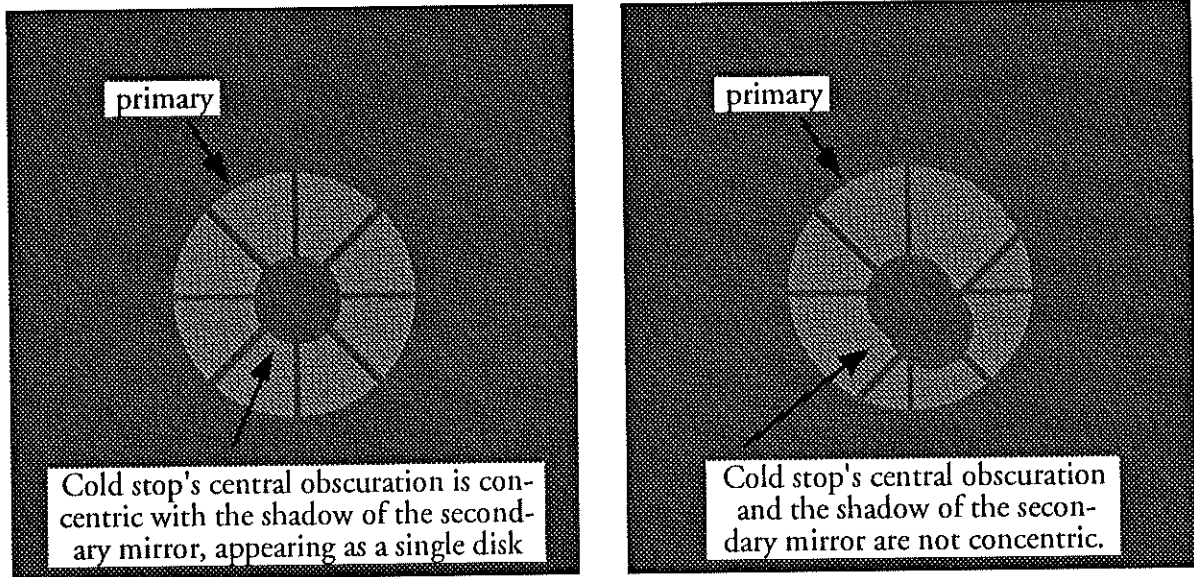 primary
Cold stop's central obscuration is con-
centric with the shadow of the second-
ary mirror, appearing as a single disk
primary
Cold stop's central obscuration
and the shadow of the secon-
dary mirror are not concentric.